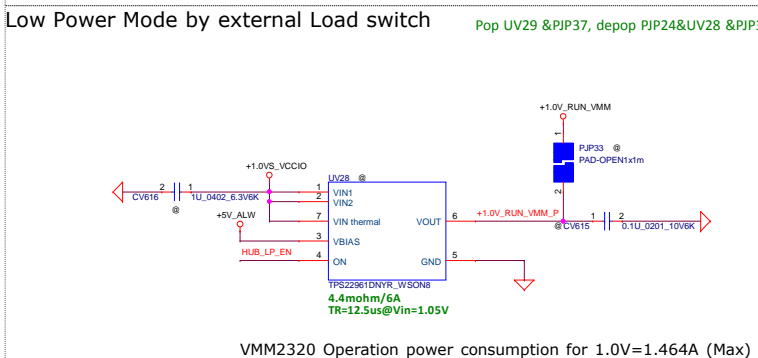 Low Power Mode by external Load switch
Pop UV29 &PJP37, depop PJP24&UV28 &PJP
+1.0V_RUN_VMM
1
PJP33 @
PAD-OPEN1x1m
2
+1.0VS_VCCIO
UV28 @
2 1
CV616
1U_0402_6.3V6K
@
1 VIN1
2 VIN2
+5V_ALW
7 VIN thermal
VOUT 6
+1.0V_RUN_VMM_P
1 2
@CV615
0.1U_0201_10V6K
3 VBIAS
HUB_LP_EN
4 ON
GND 5
TPS22961DNYR_WSON8
4.4mohm/6A
TR=12.5us@Vin=1.05V
VMM2320 Operation power consumption for 1.0V=1.464A (Max)